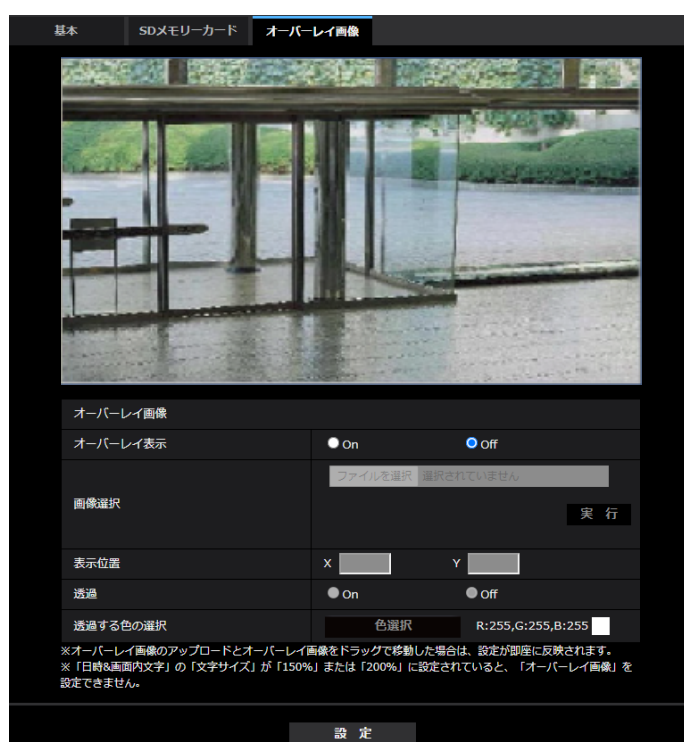 基本 SDメモリーカード オーバーレイ画像
オーバーレイ画像
オーバーレイ表示 On Off
ファイルを選択 選択されていません
画像選択
実 行
表示位置 X Y
透過 On Off
透過する色の選択 色選択 R:255,G:255,B:255
※オーバーレイ画像のアップロードとオーバーレイ画像をドラッグで移動した場合は、設定が即座に反映されます。
※「日時&画面内文字」の「文字サイズ」が「150%」または「200%」に設定されていると、「オーバーレイ画像」を
設定できません。
設 定